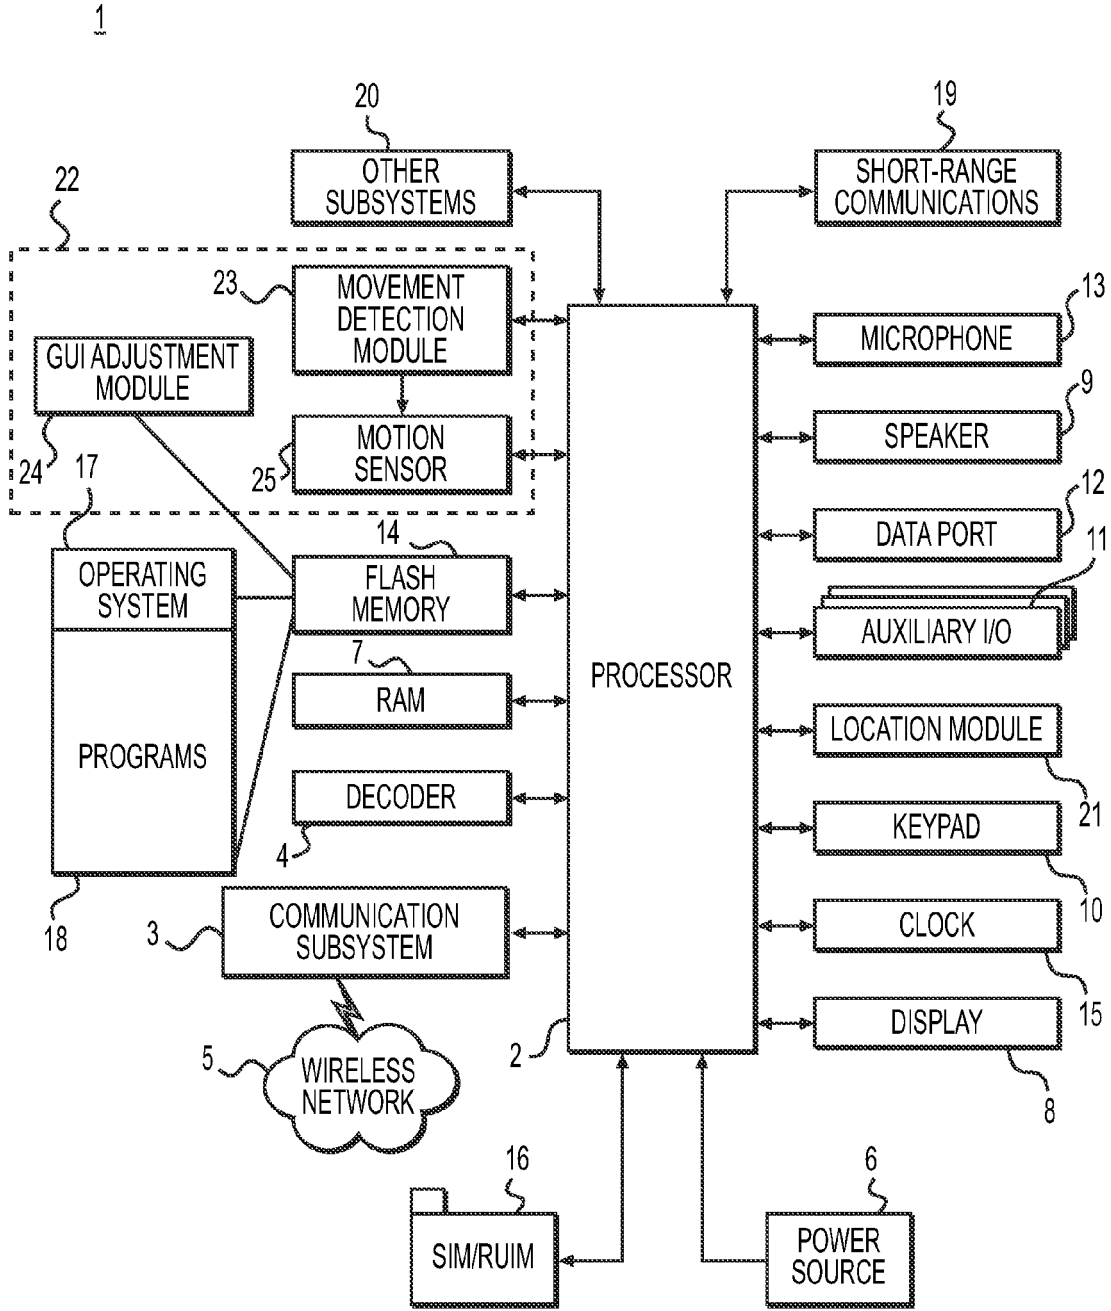 1
20
OTHER
SUBSYSTEMS
19
SHORT-RANGE
COMMUNICATIONS
22
23
MOVEMENT
DETECTION
MODULE
GUI ADJUSTMENT
MODULE
24
MOTION
SENSOR
25
17
OPERATING
SYSTEM
PROGRAMS
18
14
FLASH
MEMORY
7
RAM
DECODER
4
3
COMMUNICATION
SUBSYSTEM
5
WIRELESS
NETWORK
PROCESSOR
2
13
MICROPHONE
9
SPEAKER
12
DATA PORT
11
AUXILIARY I/O
LOCATION MODULE
21
KEYPAD
10
CLOCK
15
DISPLAY
8
16
SIM/RUIM
6
POWER
SOURCE